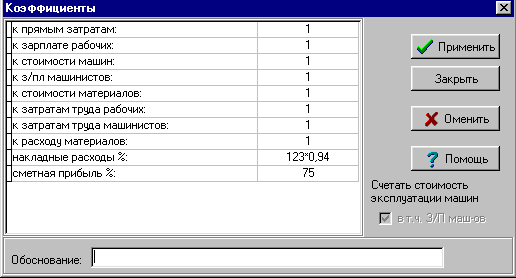 Коэффициенты
к прямым затратам: 1
к зарплате рабочих: 1
к стоимости машин: 1
к з/пл машинистов: 1
к стоимости материалов: 1
к затратам труда рабочих: 1
к затратам труда машинистов: 1
к расходу материалов: 1
накладные расходы %: 123*0,94
сметная прибыль %: 75
Применить
Закрыть
Оменить
? Помощь
Считать стоимость
эксплуатации машин
в т.ч. З/П маш-ов
Обоснование: